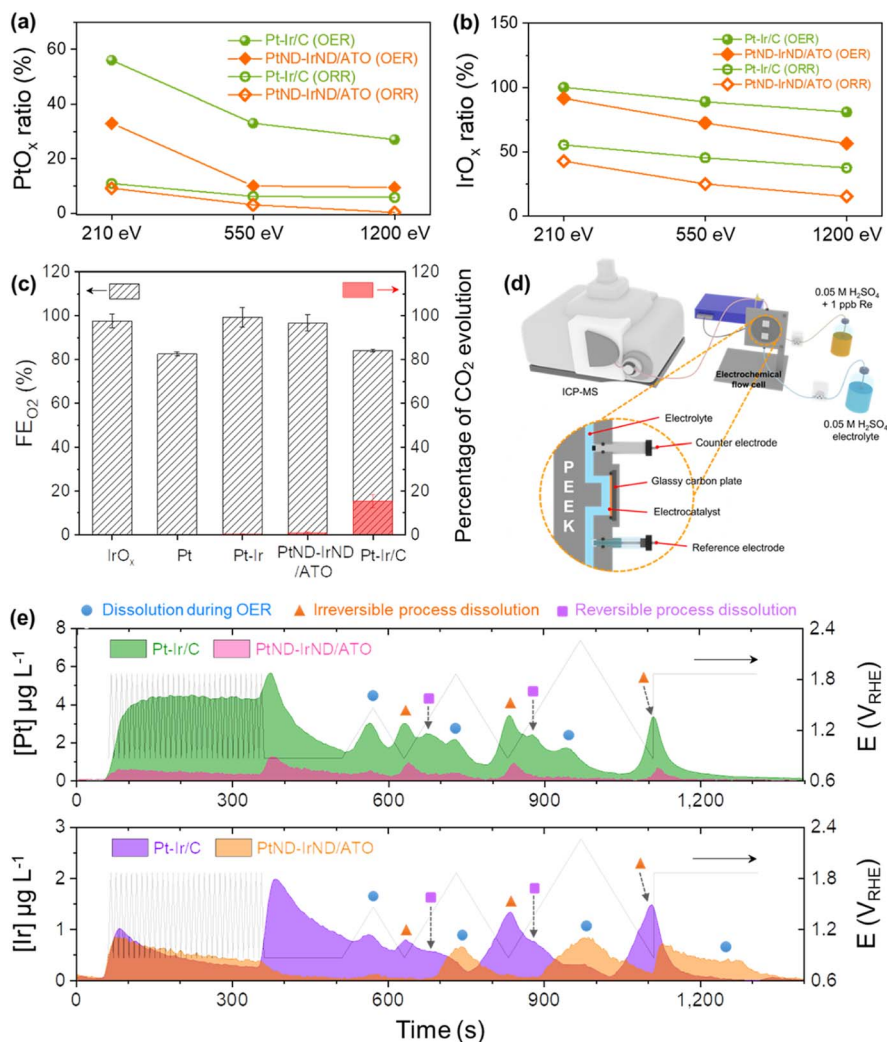 (a)
PtOx ratio (%)
60
40
20
0
Pt-Ir/C (OER)
PtND-IrND/ATO (OER)
Pt-Ir/C (ORR)
PtND-IrND/ATO (ORR)
210 eV 550 eV 1200 eV
(b)
IrOx ratio (%)
150
100
50
0
Pt-Ir/C (OER)
PtND-IrND/ATO (OER)
Pt-Ir/C (ORR)
PtND-IrND/ATO (ORR)
210 eV 550 eV 1200 eV
(c)
FEO2 (%)
120
100
80
60
40
20
0
120
100
80
60
40
20
0
Percentage of CO2 evolution
IrOx Pt Pt-Ir PtND-IrND Pt-Ir/C
/ATO
(d)
0.05 M H2SO4
+ 1 ppb Re
ICP-MS
Electrochemical
flow cell
0.05 M H2SO4
electrolyte
PEEK
Electrolyte
Counter electrode
Glassy carbon plate
Electrocatalyst
Reference electrode
(e)
Dissolution during OER Irreversible process dissolution Reversible process dissolution
[Pt] µg L-1
8
6
4
2
0
Pt-Ir/C PtND-IrND/ATO
2.4
1.8
1.2
0.6
E (VRHE)
0 300 600 900 1,200
[Ir] µg L-1
3
2
1
0
Pt-Ir/C PtND-IrND/ATO
2.4
1.8
1.2
0.6
E (VRHE)
0 300 600 900 1,200
Time (s)